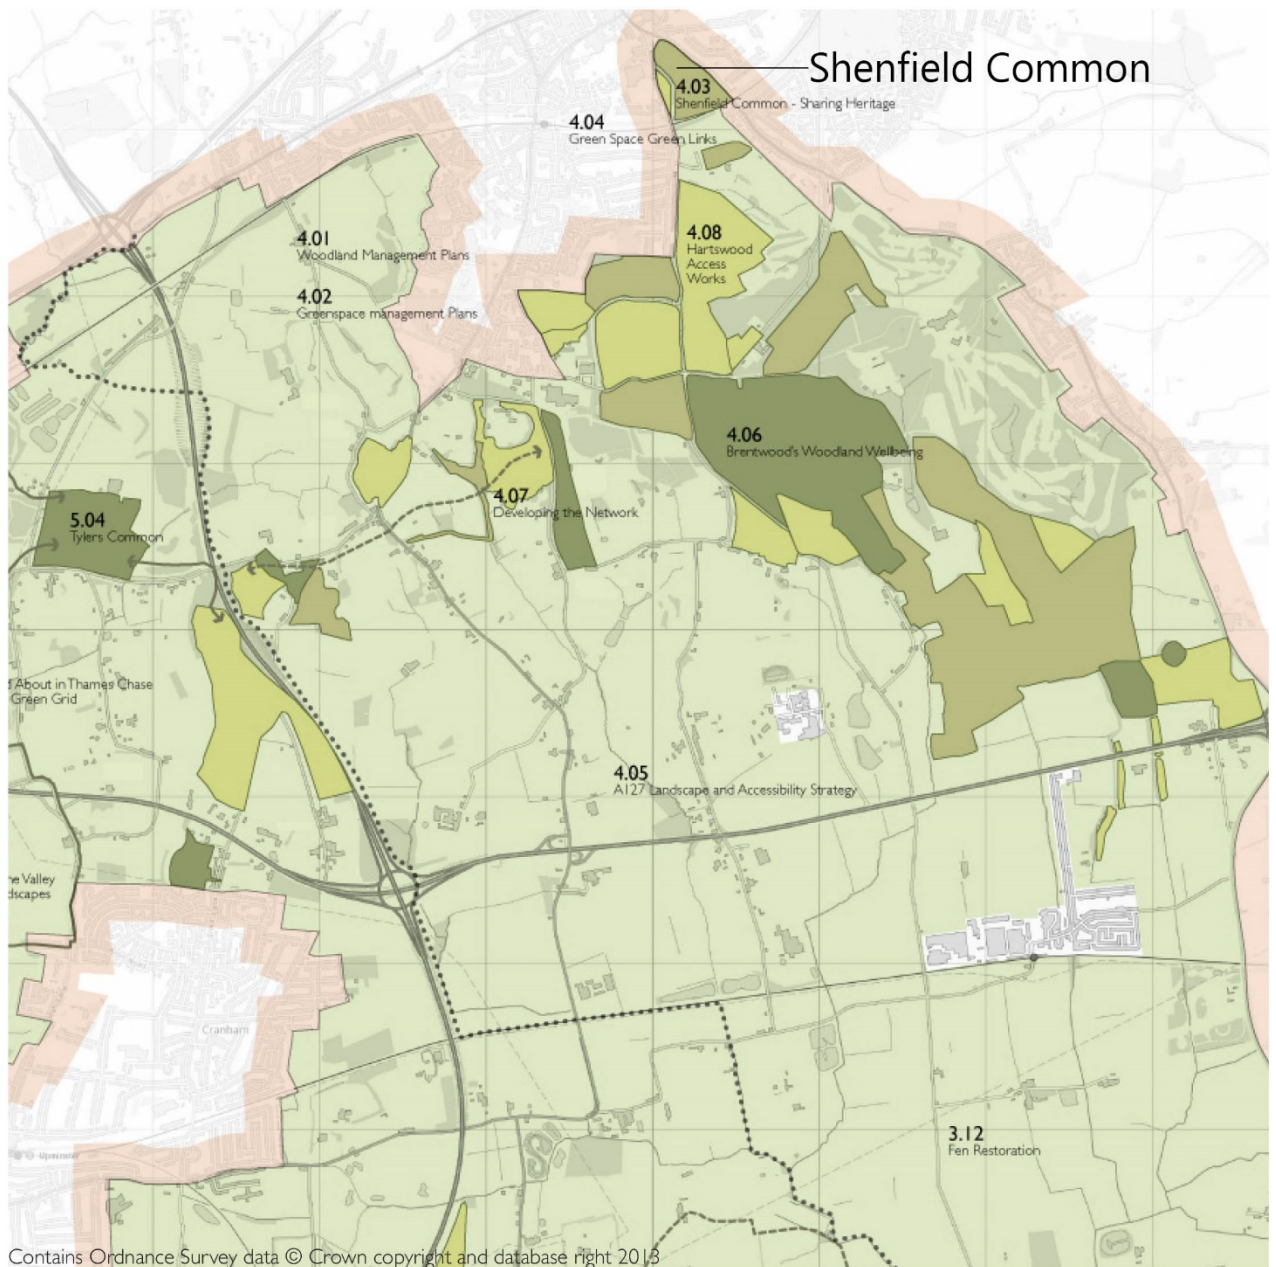 Shenfield Common
4.03
Shenfield Common - Sharing Heritage
4.04
Green Space Green Links
4.01
Woodland Management Plans
4.02
Greenspace management Plans
4.08
Hartswood
Access
Works
4.06
Brentwood's Woodland Wellbeing
4.07
Developing the Network
5.04
Tylers Common
About in Thames Chase
Green Grid
4.05
A127 Landscape and Accessibility Strategy
Valley
Cranham
Upminster
3.12
Fen Restoration
Contains Ordnance Survey data © Crown copyright and database right 2013